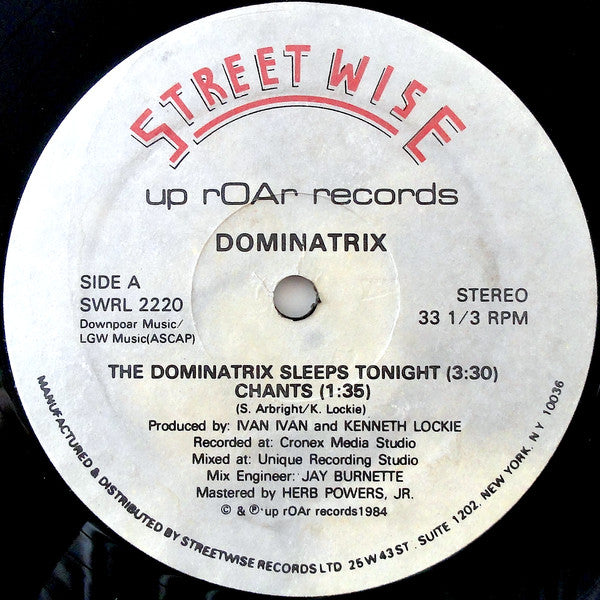 STREETWISE
up rOAr records
DOMINATRIX
SIDE A
SWRL 2220
Downpoar Music/
LGW Music(ASCAP)
STEREO
33 1/3 RPM
THE DOMINATRIX SLEEPS TONIGHT (3:30)
CHANTS (1:35)
(S. Arbright/K. Lockie)
Produced by: IVAN IVAN and KENNETH LOCKIE
Recorded at: Cronex Media Studio
Mixed at: Unique Recording Studio
Mix Engineer: JAY BURNETTE
Mastered by HERB POWERS, JR.
© & ℗ up rOAr records1984
MANUFACTURED & DISTRIBUTED BY STREETWISE RECORDS LTD 25 W 43 ST . SUITE 1202. NEW YORK. NY 10036